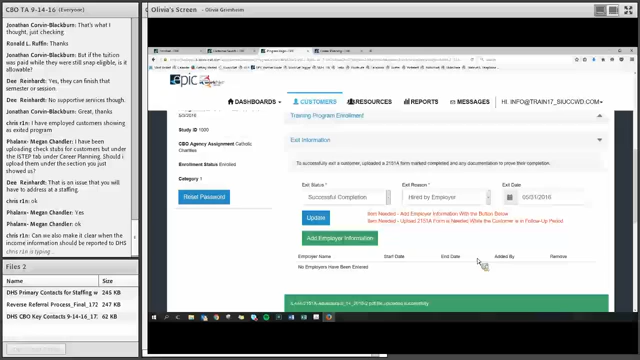 CBO TA 9-14-16 (Everyone)
Jonathan Corvin-Blackburn: That's what I
thought, just checking
Ronald L. Ruffin: Thanks
Jonathan Corvin-Blackburn: But if the tuition
was paid while they were still snap eligible, is it
allowable?
Dee Reinhardt: Yes, they can finish that
semester or session
Dee Reinhardt: No supportive services though.
Jonathan Corvin-Blackburn: Great, thanks
chris r1n: I have employed customers showing
as exited program
Phalanx- Megan Chandler: I have been
uploading check stubs for customers but under
the ISTEP tab under Career Planning. Should i
upload them under the section you just showed
us?
Dee Reinhardt: That is an issue that you will
have to address at a staffing.
chris r1n: ok
Phalanx- Megan Chandler: Yes
Phalanx- Megan Chandler: ok
chris r1n: Can we also make it clear when the
income information should be reported to DHS
chris r1n is typing...
Files 2
DHS Primary Contacts for Staffing w 245 KB
Reverse Referral Process_Final_172 247 KB
DHS CBO Key Contacts 9-14-16_17 62 KB
Olivia's Screen
epic
DASHBOARDS
CUSTOMERS
RESOURCES
REPORTS
MESSAGES
HI, INFO@TRAIN17_SIUCCWD.COM
5/3/2016
Study ID 1000
CBO Agency Assignment Catholic
Charities
Enrollment Status Enrolled
Category 1
Reset Password
Training Program Enrollment
Exit Information
To successfully exit a customer, uploaded a 2151A form marked completed and any documentation to prove their completion.
Exit Status
Exit Reason
Exit Date
Successful Completion
Hired by Employer
05/31/2016
Update
Item Needed - Add Employer Information With the Button Below
Item Needed - Upload 2151A Form is Needed While the Customer is in Follow-Up Period
Add Employer Information
Employer Name
Start Date
End Date
Added By
Remove
No Employers Have Been Entered